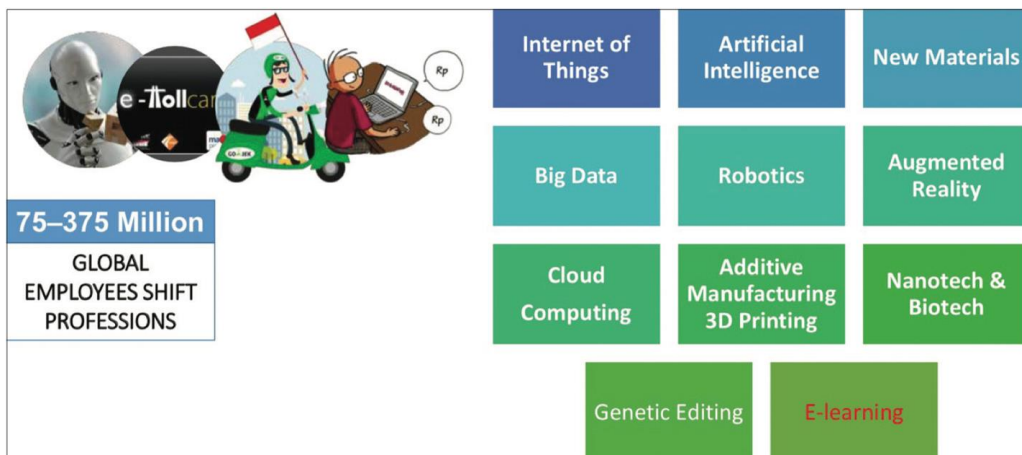 e-Tollcar
GO-JEK
Rp
Rp
75–375 Million
GLOBAL
EMPLOYEES SHIFT
PROFESSIONS
Internet of
Things
Artificial
Intelligence
New Materials
Big Data
Robotics
Augmented
Reality
Cloud
Computing
Additive
Manufacturing
3D Printing
Nanotech &
Biotech
Genetic Editing
E-learning